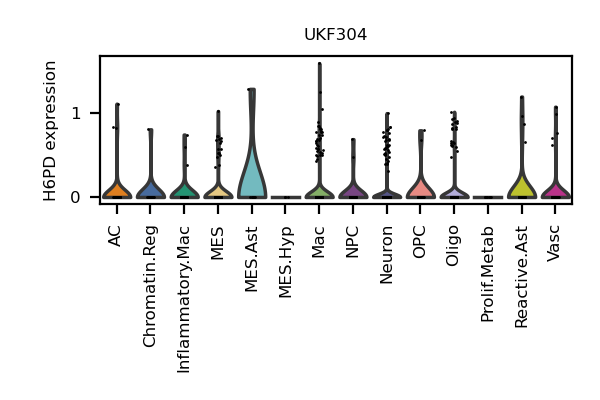 UKF304
H6PD expression
1
0
AC
Chromatin.Reg
Inflammatory.Mac
MES
MES.Ast
MES.Hyp
Mac
NPC
Neuron
OPC
Oligo
Prolif.Metab
Reactive.Ast
Vasc